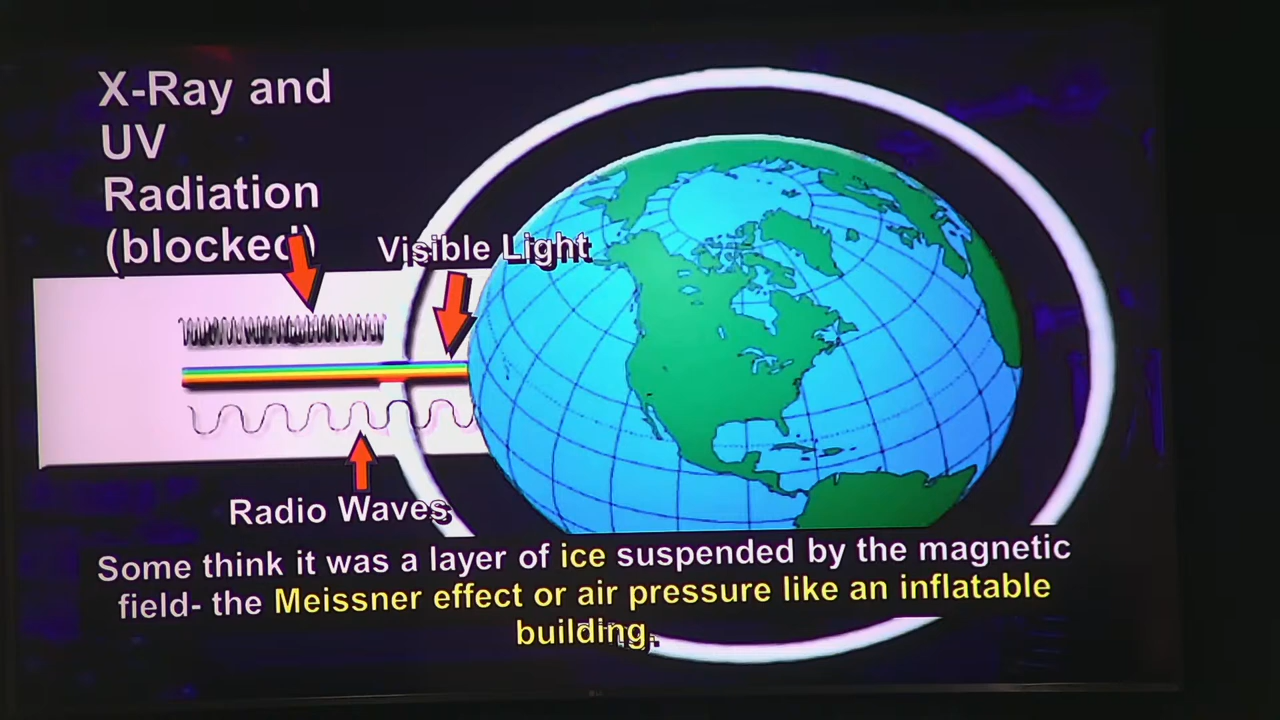 X-Ray and
UV
Radiation
(blocked)
Visible Light
Radio Waves
Some think it was a layer of ice suspended by the magnetic
field- the Meissner effect or air pressure like an inflatable
building.
LG